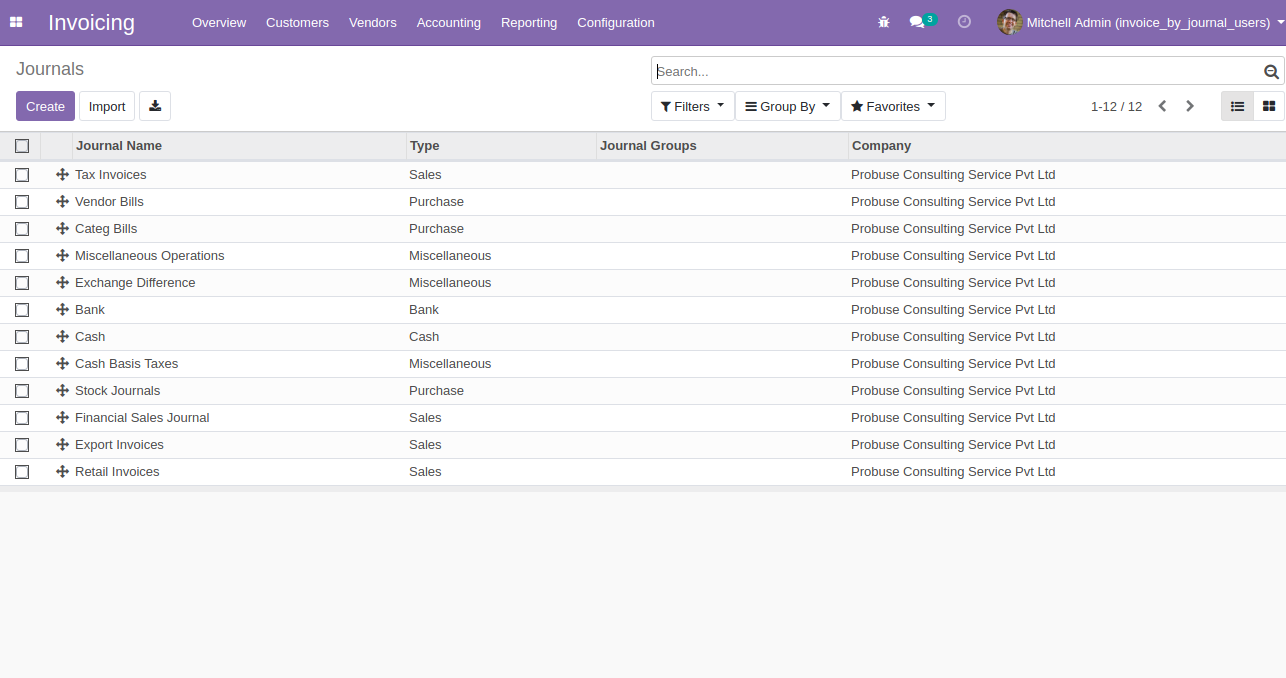 Invoicing Overview Customers Vendors Accounting Reporting Configuration 3 Mitchell Admin (invoice_by_journal_users)
Journals
Search...
Create Import Filters Group By Favorites 1-12 / 12
Journal Name Type Journal Groups Company
Tax Invoices Sales Probuse Consulting Service Pvt Ltd
Vendor Bills Purchase Probuse Consulting Service Pvt Ltd
Categ Bills Purchase Probuse Consulting Service Pvt Ltd
Miscellaneous Operations Miscellaneous Probuse Consulting Service Pvt Ltd
Exchange Difference Miscellaneous Probuse Consulting Service Pvt Ltd
Bank Bank Probuse Consulting Service Pvt Ltd
Cash Cash Probuse Consulting Service Pvt Ltd
Cash Basis Taxes Miscellaneous Probuse Consulting Service Pvt Ltd
Stock Journals Purchase Probuse Consulting Service Pvt Ltd
Financial Sales Journal Sales Probuse Consulting Service Pvt Ltd
Export Invoices Sales Probuse Consulting Service Pvt Ltd
Retail Invoices Sales Probuse Consulting Service Pvt Ltd